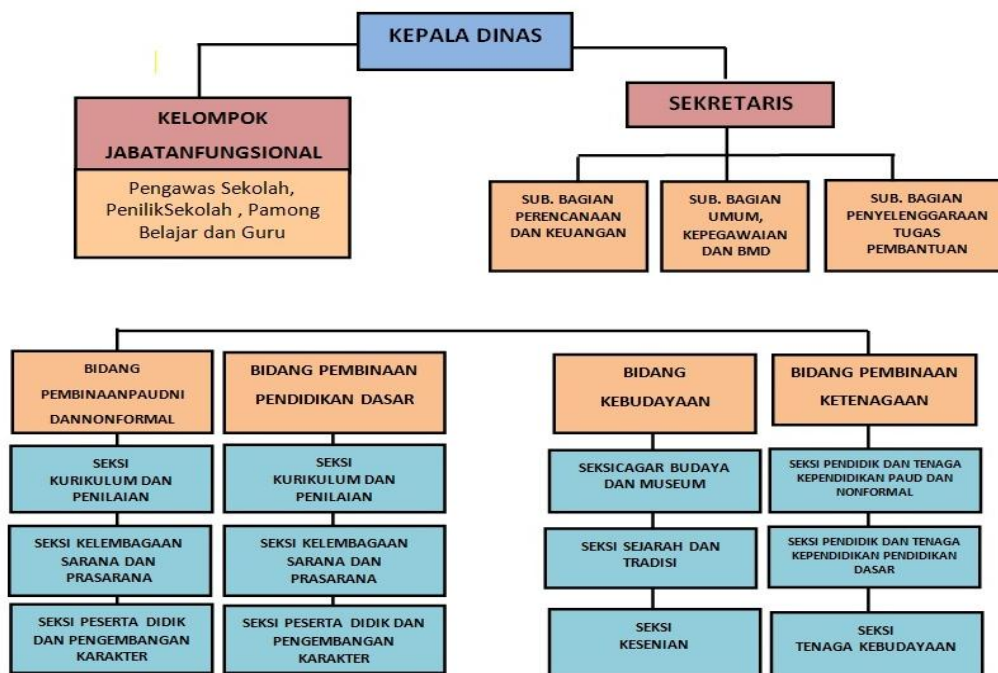 KEPALA DINAS
KELOMPOK
JABATANFUNGSIONAL
Pengawas Sekolah,
PenilikSekolah , Pamong
Belajar dan Guru
SEKRETARIS
SUB. BAGIAN
PERENCANAAN
DAN KEUANGAN
SUB. BAGIAN
UMUM,
KEPEGAWAIAN
DAN BMD
SUB. BAGIAN
PENYELENGGARAAN
TUGAS
PEMBANTUAN
BIDANG
PEMBINAANPAUDNI
DANNONFORMAL
SEKSI
KURIKULUM DAN
PENILAIAN
SEKSI KELEMBAGAAN
SARANA DAN
PRASARANA
SEKSI PESERTA DIDIK
DAN PENGEMBANGAN
KARAKTER
BIDANG PEMBINAAN
PENDIDIKAN DASAR
SEKSI
KURIKULUM DAN
PENILAIAN
SEKSI KELEMBAGAAN
SARANA DAN
PRASARANA
SEKSI PESERTA DIDIK DAN
PENGEMBANGAN
KARAKTER
BIDANG
KEBUDAYAAN
SEKSICAGAR BUDAYA
DAN MUSEUM
SEKSI SEJARAH DAN
TRADISI
SEKSI
KESENIAN
BIDANG PEMBINAAN
KETENAGAAN
SEKSI PENDIDIK DAN TENAGA
KEPENDIDIKAN PAUD DAN
NONFORMAL
SEKSI PENDIDIK DAN TENAGA
KEPENDIDIKAN PENDIDIKAN
DASAR
SEKSI
TENAGA KEBUDAYAAN